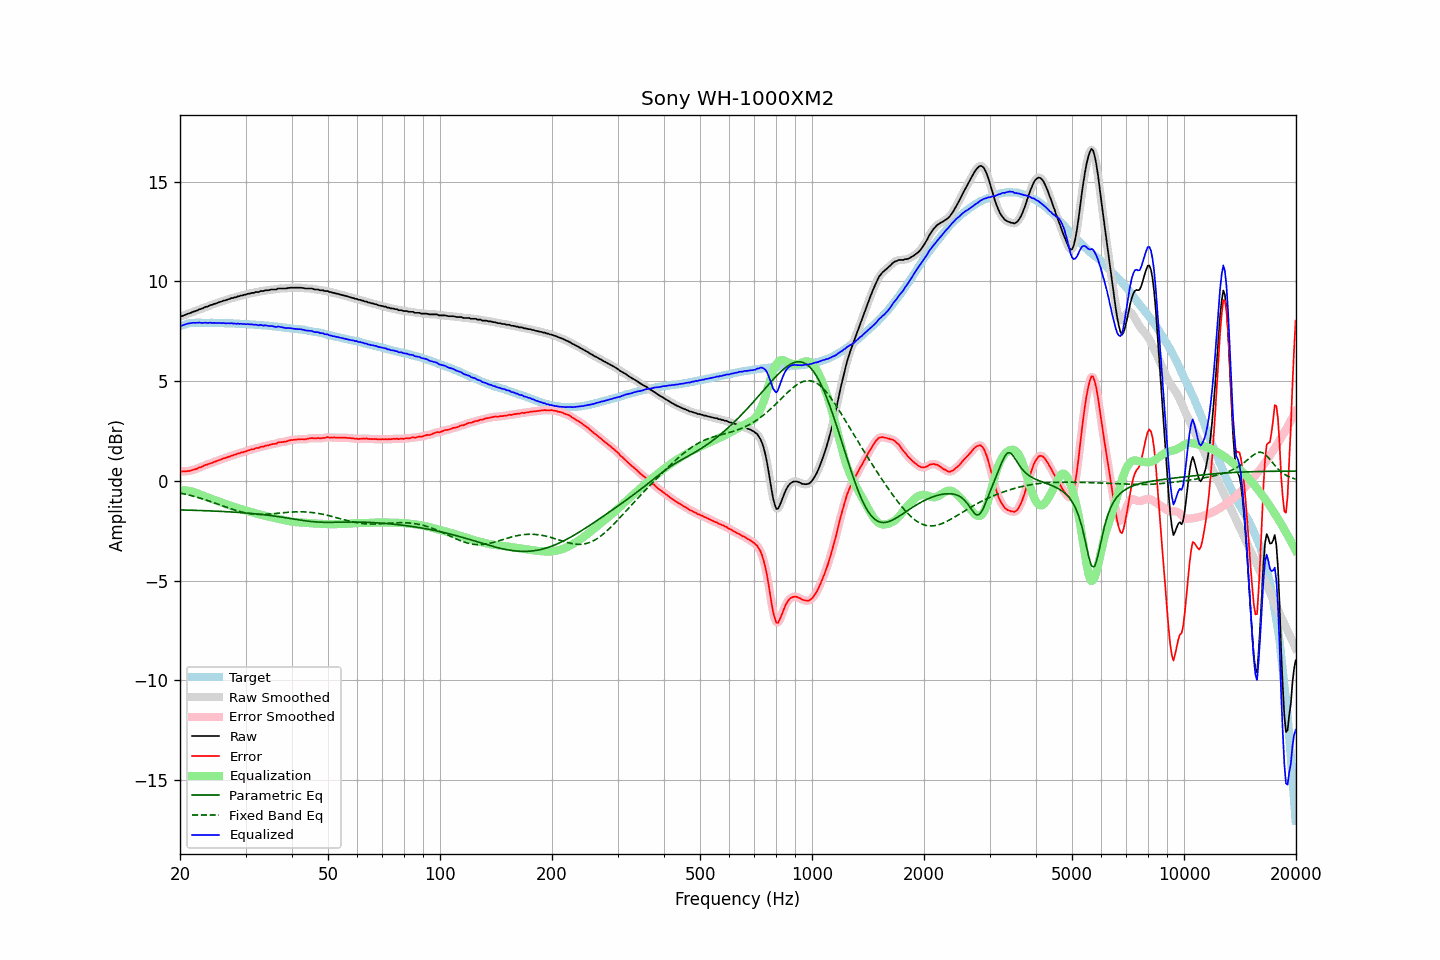 Sony WH-1000XM2
Amplitude (dBr)
15
10
5
0
−5
−10
−15
Target
Raw Smoothed
Error Smoothed
Raw
Error
Equalization
Parametric Eq
Fixed Band Eq
Equalized
20 50 100 200 500 1000 2000 5000 10000 20000
Frequency (Hz)